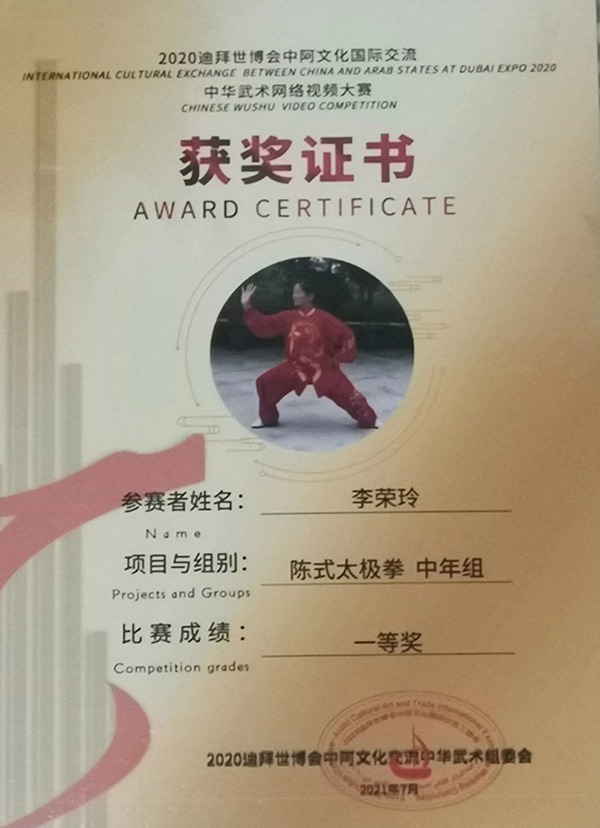 2020迪拜世博会中阿文化国际交流
INTERNATIONAL CULTURAL EXCHANGE BETWEEN CHINA AND ARAB STATES AT DUBAI EXPO 2020
中华武术网络视频大赛
CHINESE WUSHU VIDEO COMPETITION
获奖证书
AWARD CERTIFICATE
参赛者姓名： 李荣玲
Name
项目与组别： 陈式太极拳 中年组
Projects and Groups
比赛成绩： 一等奖
Competition grades
2020迪拜世博会中阿文化交流中华武术组委会
2021年7月